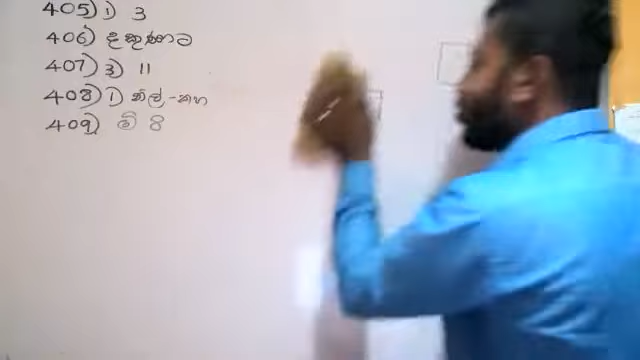 405) 1) 3
406) දකුණට
407) 3) 11
408) 1) නිල් - කහ
409) මී 8